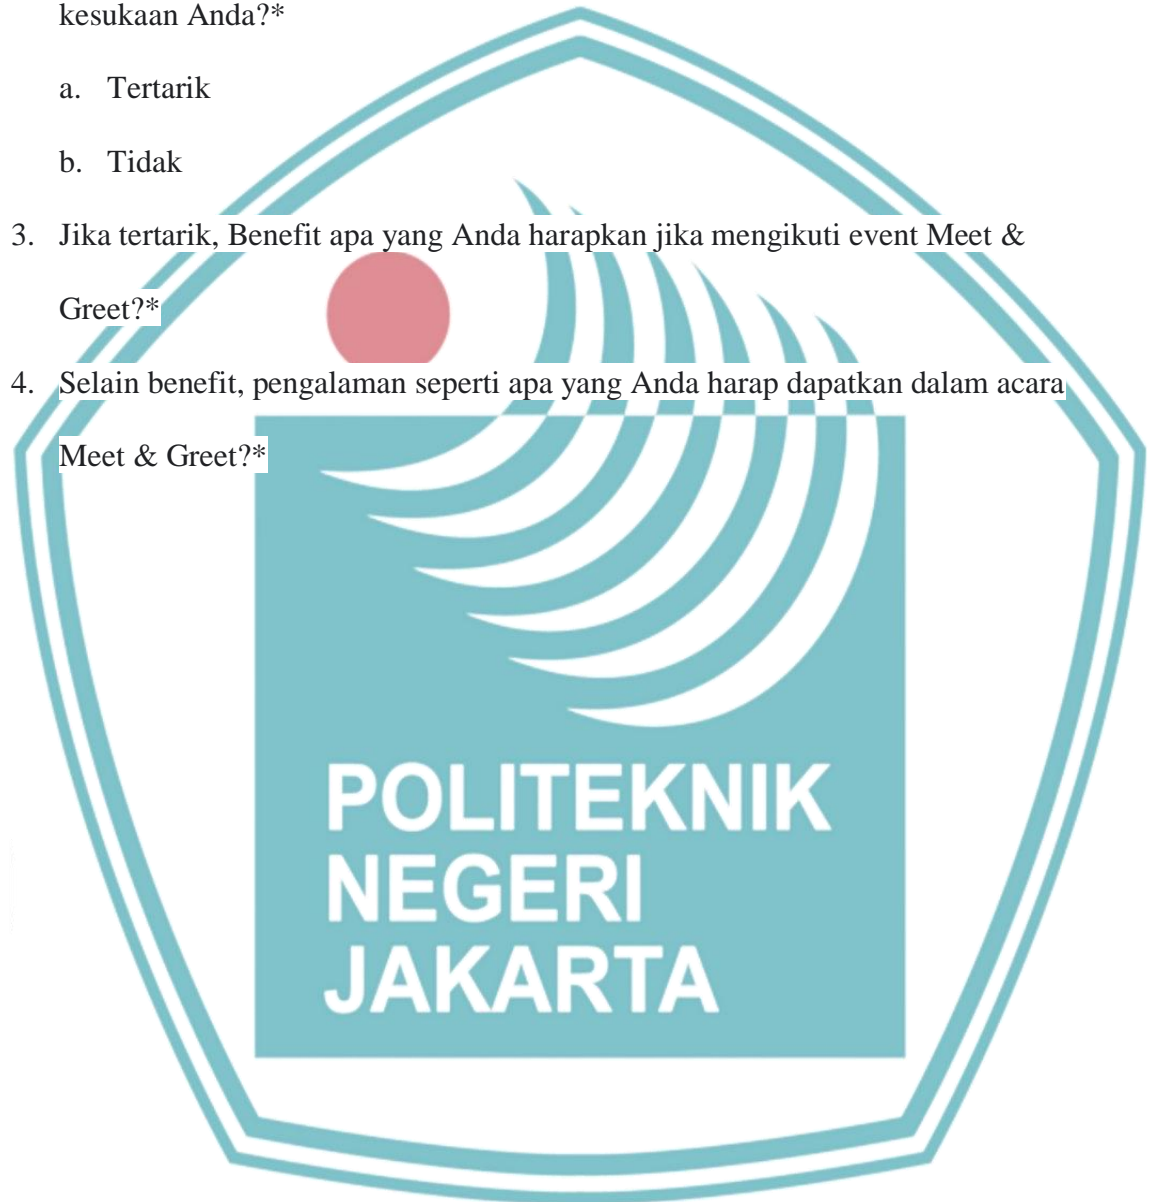 kesukaan Anda?*
a. Tertarik
b. Tidak
3. Jika tertarik, Benefit apa yang Anda harapkan jika mengikuti event Meet &
Greet?*
4. Selain benefit, pengalaman seperti apa yang Anda harap dapatkan dalam acara
Meet & Greet?*
POLITEKNIK
NEGERI
JAKARTA